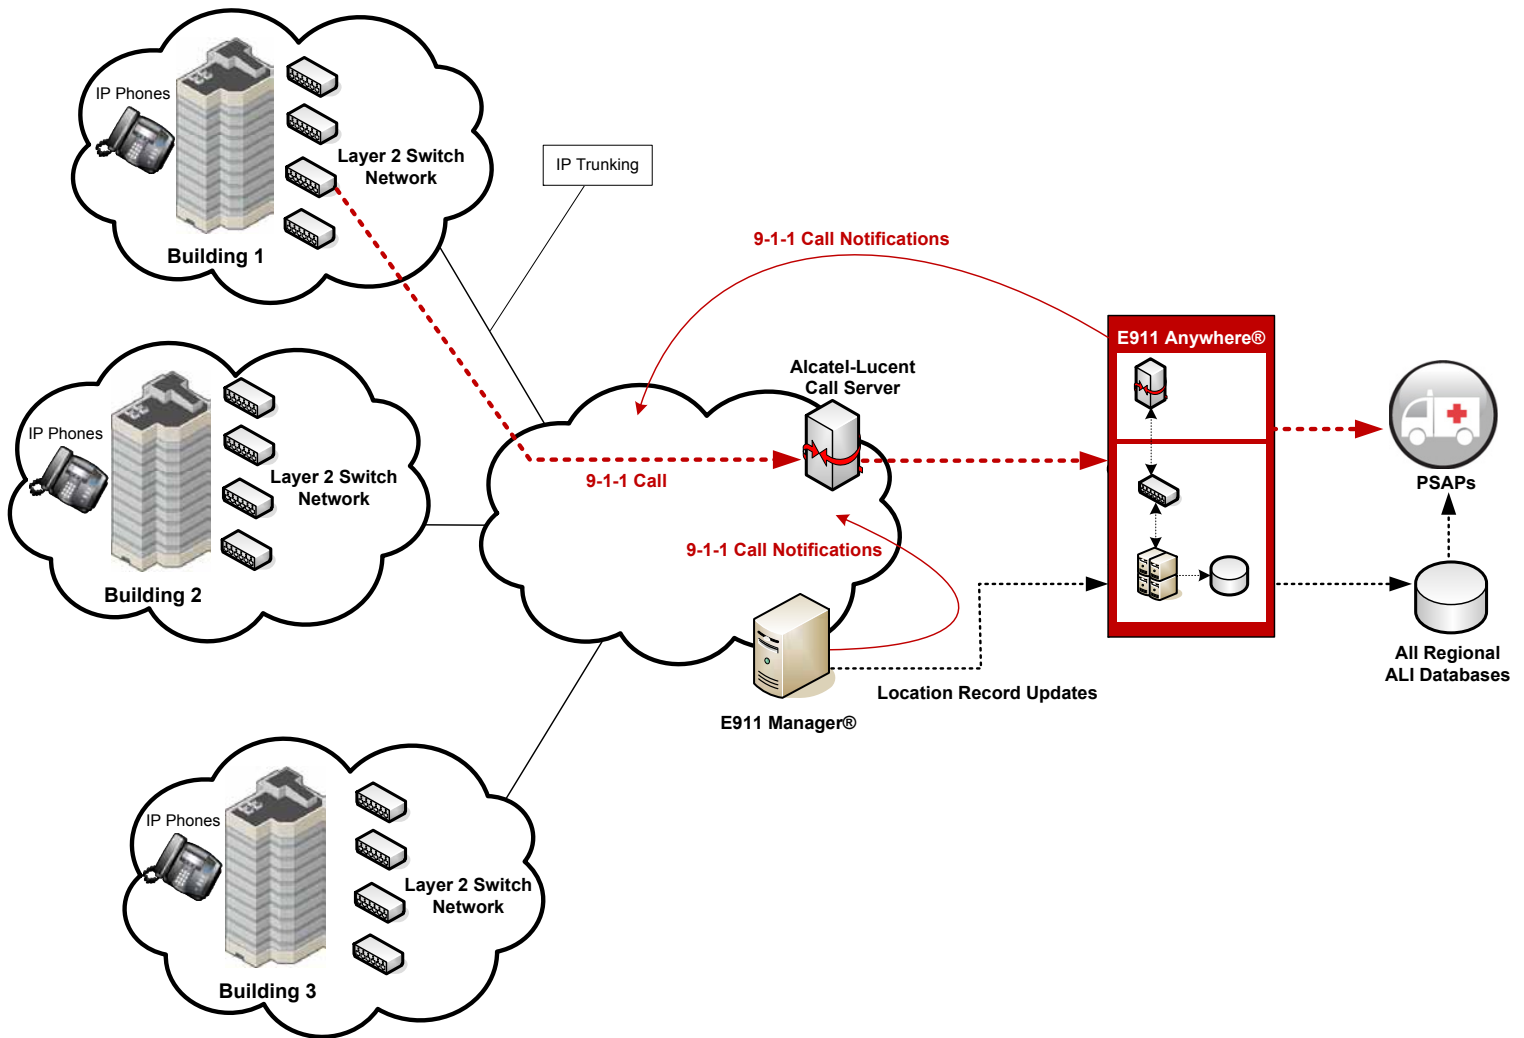 IP Phones
Layer 2 Switch
Network
Building 1
IP Trunking
9-1-1 Call Notifications
E911 Anywhere®
Alcatel-Lucent
Call Server
IP Phones
Layer 2 Switch
Network
Building 2
9-1-1 Call
PSAPs
9-1-1 Call Notifications
All Regional
ALI Databases
Location Record Updates
E911 Manager®
IP Phones
Layer 2 Switch
Network
Building 3